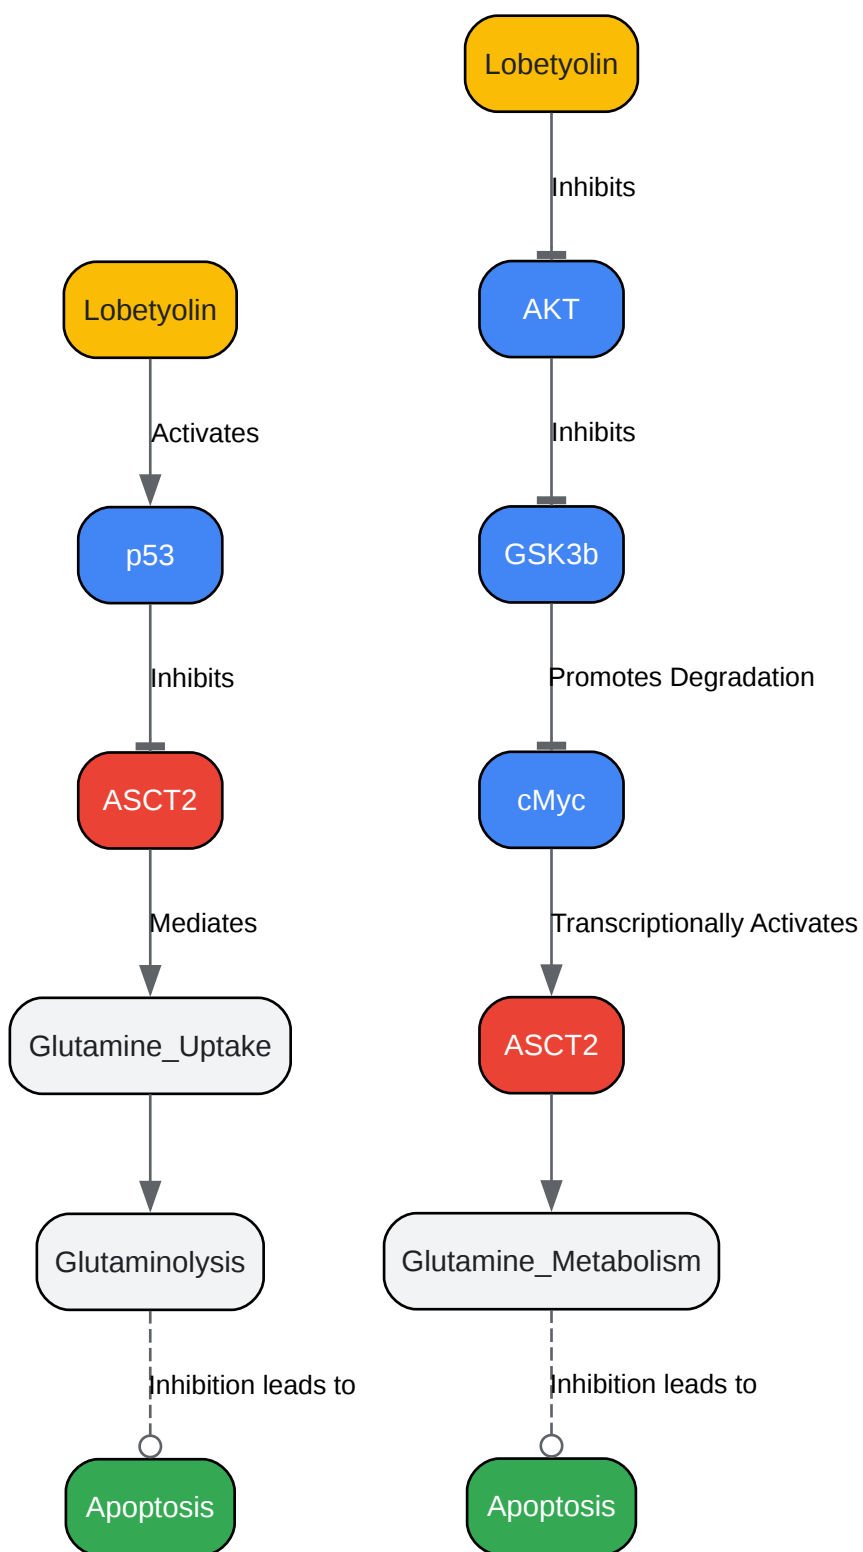 Lobetyolin
Activates
p53
Inhibits
ASCT2
Mediates
Glutamine_Uptake
Glutaminolysis
Inhibition leads to
Apoptosis
Lobetyolin
Inhibits
AKT
Inhibits
GSK3b
Promotes Degradation
cMyc
Transcriptionally Activates
ASCT2
Glutamine_Metabolism
Inhibition leads to
Apoptosis